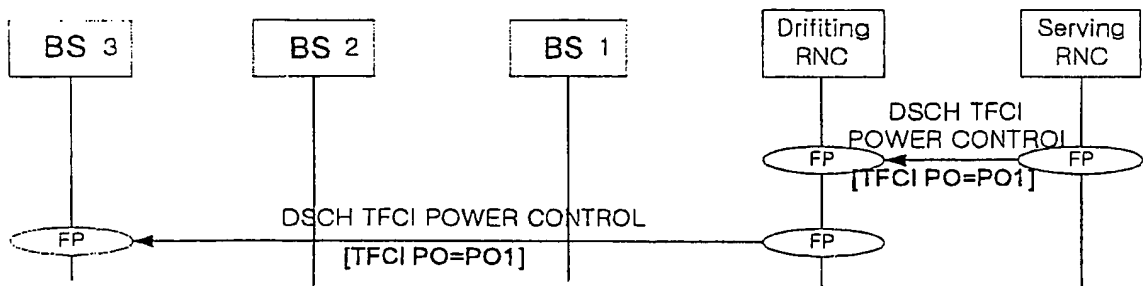 BS 3
BS 2
BS 1
Drifiting
RNC
Serving
RNC
DSCH TFCI
POWER CONTROL
FP
FP
[TFCI PO=PO1]
DSCH TFCI POWER CONTROL
FP
FP
[TFCI PO=PO1]